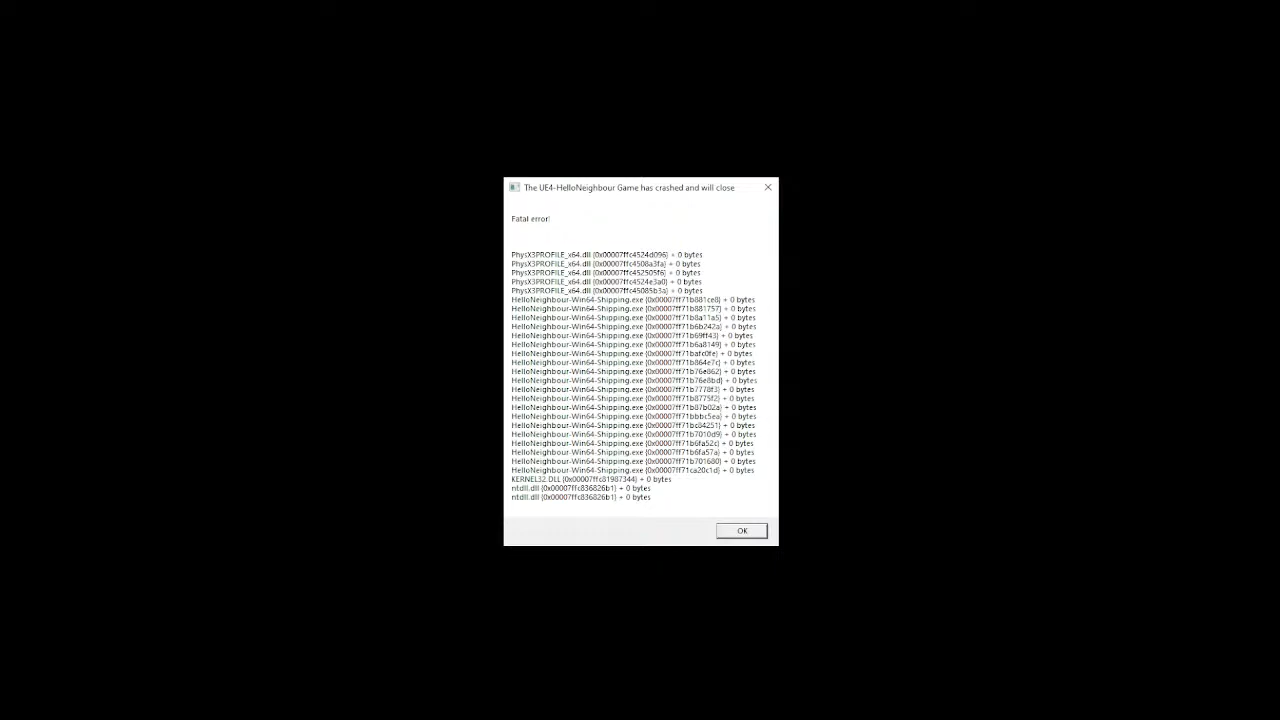 The UE4-HelloNeighbour Game has crashed and will close
Fatal error!
PhysX3PROFILE_x64.dll {0x00007ffc4524d096} + 0 bytes
PhysX3PROFILE_x64.dll {0x00007ffc4508a3fa} + 0 bytes
PhysX3PROFILE_x64.dll {0x00007ffc452505f6} + 0 bytes
PhysX3PROFILE_x64.dll {0x00007ffc4524e3a0} + 0 bytes
PhysX3PROFILE_x64.dll {0x00007ffc45085b3a} + 0 bytes
HelloNeighbour-Win64-Shipping.exe {0x00007ff71b881ce8} + 0 bytes
HelloNeighbour-Win64-Shipping.exe {0x00007ff71b881757} + 0 bytes
HelloNeighbour-Win64-Shipping.exe {0x00007ff71b8a11a5} + 0 bytes
HelloNeighbour-Win64-Shipping.exe {0x00007ff71b6b242a} + 0 bytes
HelloNeighbour-Win64-Shipping.exe {0x00007ff71b69ff43} + 0 bytes
HelloNeighbour-Win64-Shipping.exe {0x00007ff71b6a8149} + 0 bytes
HelloNeighbour-Win64-Shipping.exe {0x00007ff71bafc0fe} + 0 bytes
HelloNeighbour-Win64-Shipping.exe {0x00007ff71b864e7c} + 0 bytes
HelloNeighbour-Win64-Shipping.exe {0x00007ff71b76e862} + 0 bytes
HelloNeighbour-Win64-Shipping.exe {0x00007ff71b76e8bd} + 0 bytes
HelloNeighbour-Win64-Shipping.exe {0x00007ff71b7778f3} + 0 bytes
HelloNeighbour-Win64-Shipping.exe {0x00007ff71b8775f2} + 0 bytes
HelloNeighbour-Win64-Shipping.exe {0x00007ff71b87b02a} + 0 bytes
HelloNeighbour-Win64-Shipping.exe {0x00007ff71bbbc5ea} + 0 bytes
HelloNeighbour-Win64-Shipping.exe {0x00007ff71bc84251} + 0 bytes
HelloNeighbour-Win64-Shipping.exe {0x00007ff71b7010d9} + 0 bytes
HelloNeighbour-Win64-Shipping.exe {0x00007ff71b6fa52c} + 0 bytes
HelloNeighbour-Win64-Shipping.exe {0x00007ff71b6fa57a} + 0 bytes
HelloNeighbour-Win64-Shipping.exe {0x00007ff71b701680} + 0 bytes
HelloNeighbour-Win64-Shipping.exe {0x00007ff71ca20c1d} + 0 bytes
KERNEL32.DLL {0x00007ffc81987344} + 0 bytes
ntdll.dll {0x00007ffc836826b1} + 0 bytes
ntdll.dll {0x00007ffc836826b1} + 0 bytes
OK